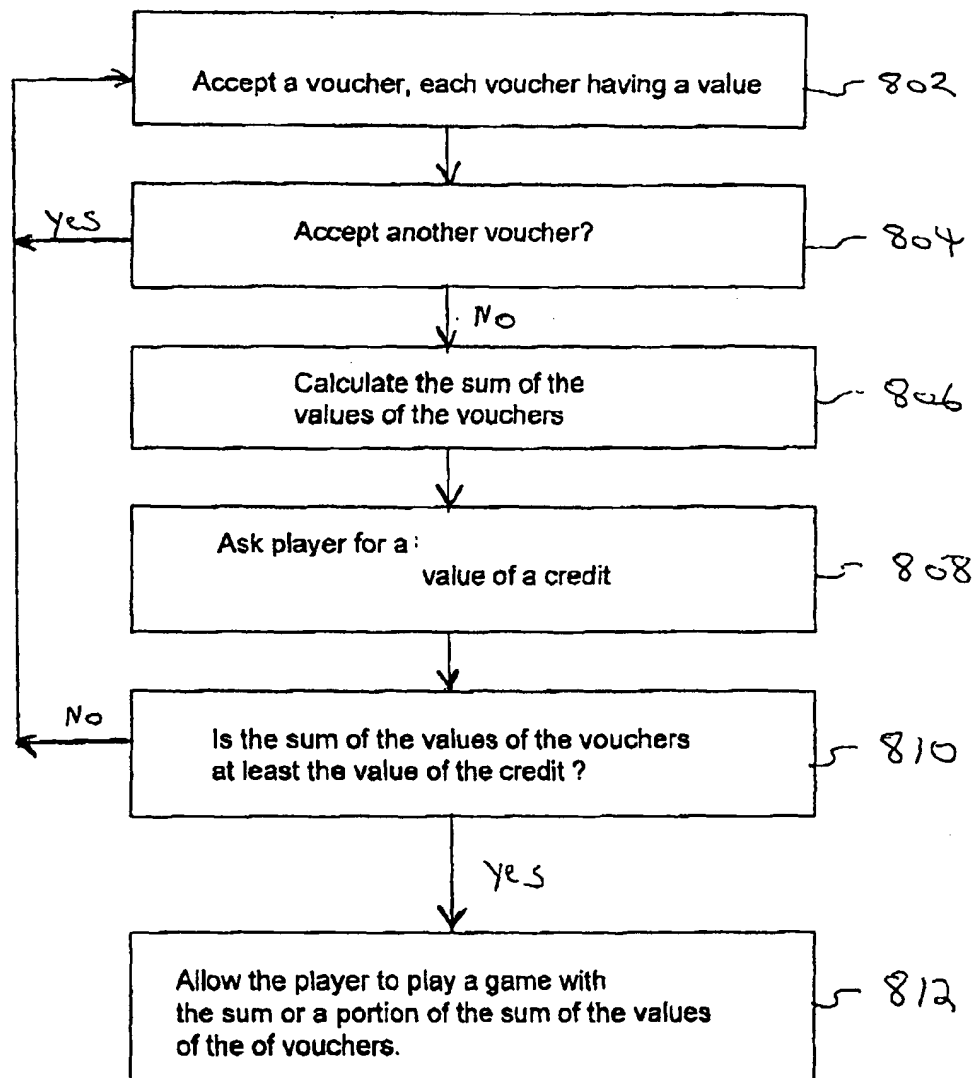 Accept a voucher, each voucher having a value
802
Yes
Accept another voucher?
804
No
Calculate the sum of the
values of the vouchers
806
Ask player for a :
value of a credit
808
No
Is the sum of the values of the vouchers
at least the value of the credit ?
810
Yes
Allow the player to play a game with
the sum or a portion of the sum of the values
of the of vouchers.
812